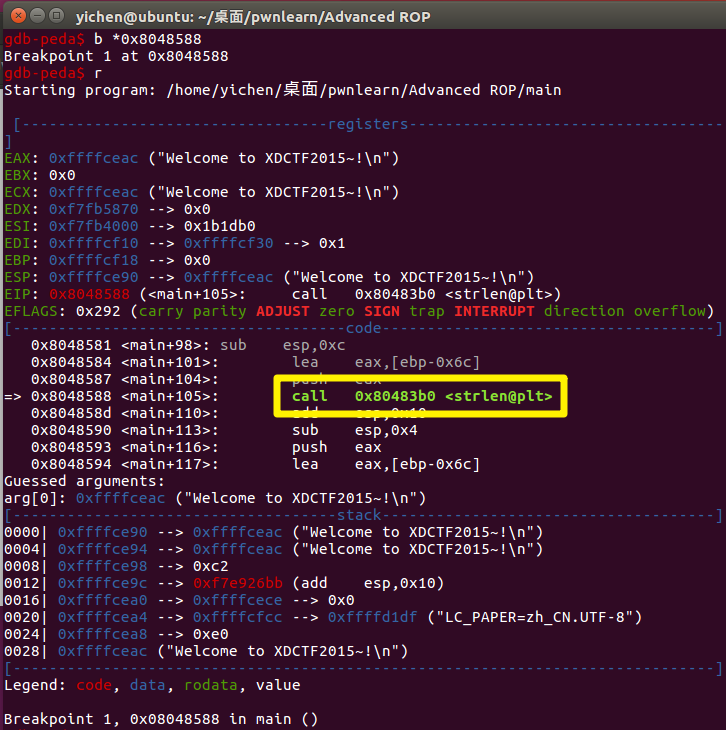 yichen@ubuntu: ~/桌面/pwnlearn/Advanced ROP
gdb-peda$ b *0x8048588
Breakpoint 1 at 0x8048588
gdb-peda$ r
Starting program: /home/yichen/桌面/pwnlearn/Advanced ROP/main
[----------------------------------registers-----------------------------------
]
EAX: 0xffffceac ("Welcome to XDCTF2015~!\n")
EBX: 0x0
ECX: 0xffffceac ("Welcome to XDCTF2015~!\n")
EDX: 0xf7fb5870 --> 0x0
ESI: 0xf7fb4000 --> 0x1b1db0
EDI: 0xffffcf10 --> 0xffffcf30 --> 0x1
EBP: 0xffffcf18 --> 0x0
ESP: 0xffffce90 --> 0xffffceac ("Welcome to XDCTF2015~!\n")
EIP: 0x8048588 (<main+105>: call 0x80483b0 <strlen@plt>)
EFLAGS: 0x292 (carry parity ADJUST zero SIGN trap INTERRUPT direction overflow)
[-------------------------------------code-------------------------------------]
0x8048581 <main+98>: sub esp,0xc
0x8048584 <main+101>: lea eax,[ebp-0x6c]
0x8048587 <main+104>: push eax
=> 0x8048588 <main+105>: call 0x80483b0 <strlen@plt>
0x804858d <main+110>: add esp,0x10
0x8048590 <main+113>: sub esp,0x4
0x8048593 <main+116>: push eax
0x8048594 <main+117>: lea eax,[ebp-0x6c]
Guessed arguments:
arg[0]: 0xffffceac ("Welcome to XDCTF2015~!\n")
[------------------------------------stack-------------------------------------]
0000| 0xffffce90 --> 0xffffceac ("Welcome to XDCTF2015~!\n")
0004| 0xffffce94 --> 0xffffceac ("Welcome to XDCTF2015~!\n")
0008| 0xffffce98 --> 0xc2
0012| 0xffffce9c --> 0xf7e926bb (add esp,0x10)
0016| 0xffffcea0 --> 0xffffcece --> 0x0
0020| 0xffffcea4 --> 0xffffcfcc --> 0xffffd1df ("LC_PAPER=zh_CN.UTF-8")
0024| 0xffffcea8 --> 0xe0
0028| 0xffffceac ("Welcome to XDCTF2015~!\n")
[------------------------------------------------------------------------------]
Legend: code, data, rodata, value
Breakpoint 1, 0x08048588 in main ()